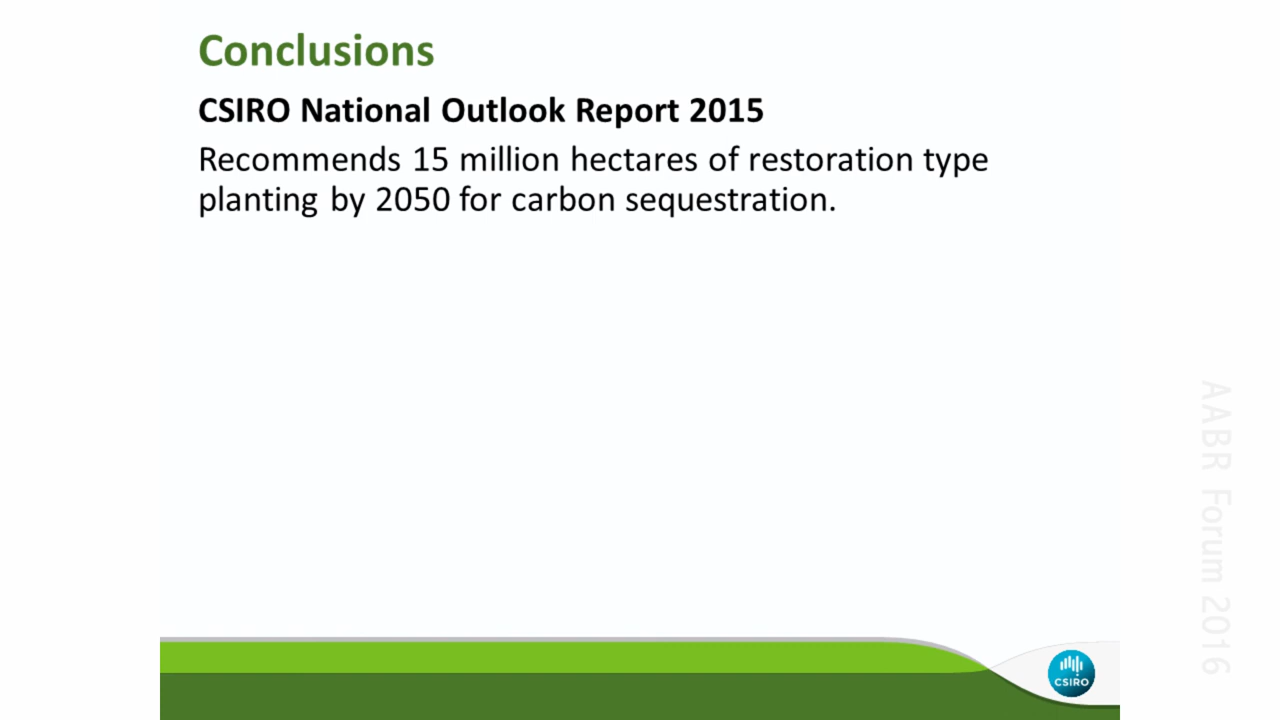 Conclusions
CSIRO National Outlook Report 2015
Recommends 15 million hectares of restoration type
planting by 2050 for carbon sequestration.
AABR Forum 2016
CSIRO